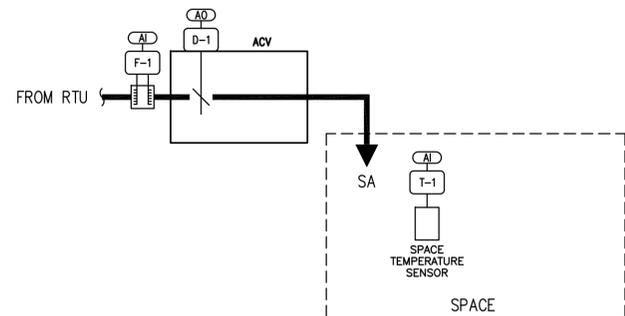 AO
AI
D-1
ACV
F-1
FROM RTU
AI
SA
T-1
SPACE
TEMPERATURE
SENSOR
SPACE